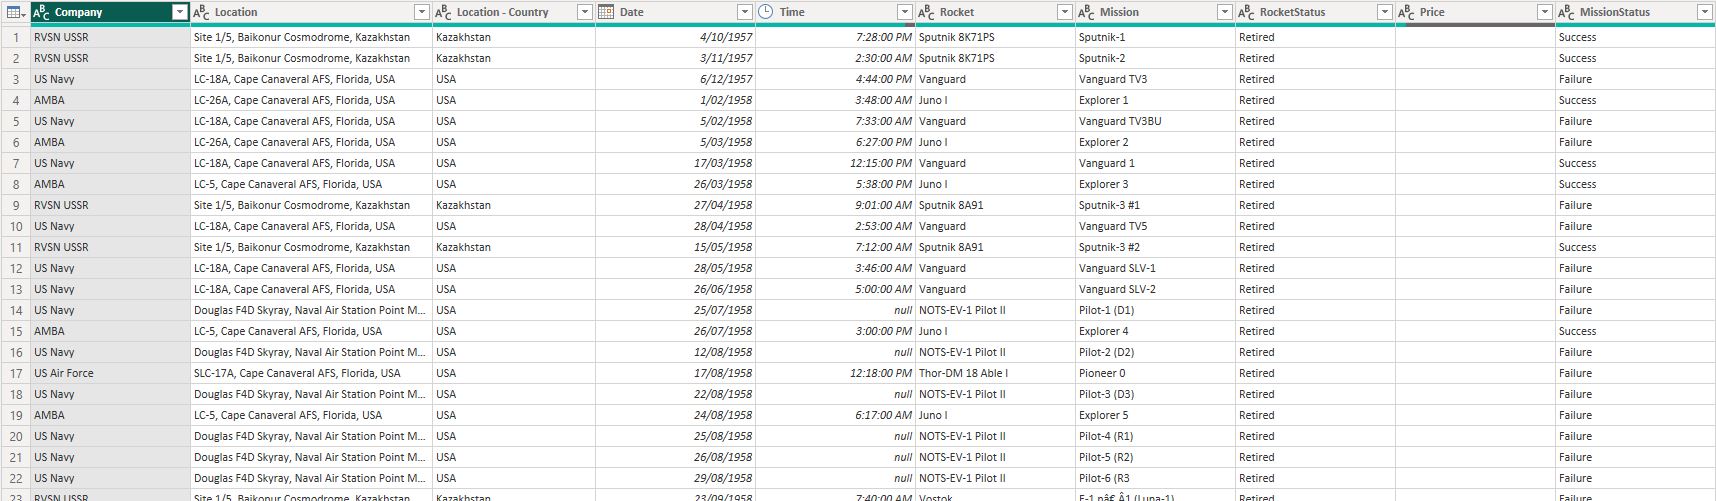 Company Location Location - Country Date Time Rocket Mission RocketStatus Price MissionStatus
1 RVSN USSR Site 1/5, Baikonur Cosmodrome, Kazakhstan Kazakhstan 4/10/1957 7:28:00 PM Sputnik 8K71PS Sputnik-1 Retired Success
2 RVSN USSR Site 1/5, Baikonur Cosmodrome, Kazakhstan Kazakhstan 3/11/1957 2:30:00 AM Sputnik 8K71PS Sputnik-2 Retired Success
3 US Navy LC-18A, Cape Canaveral AFS, Florida, USA USA 6/12/1957 4:44:00 PM Vanguard Vanguard TV3 Retired Failure
4 AMBA LC-26A, Cape Canaveral AFS, Florida, USA USA 1/02/1958 3:48:00 AM Juno I Explorer 1 Retired Success
5 US Navy LC-18A, Cape Canaveral AFS, Florida, USA USA 5/02/1958 7:33:00 AM Vanguard Vanguard TV3BU Retired Failure
6 AMBA LC-26A, Cape Canaveral AFS, Florida, USA USA 5/03/1958 6:27:00 PM Juno I Explorer 2 Retired Failure
7 US Navy LC-18A, Cape Canaveral AFS, Florida, USA USA 17/03/1958 12:15:00 PM Vanguard Vanguard 1 Retired Success
8 AMBA LC-5, Cape Canaveral AFS, Florida, USA USA 26/03/1958 5:38:00 PM Juno I Explorer 3 Retired Success
9 RVSN USSR Site 1/5, Baikonur Cosmodrome, Kazakhstan Kazakhstan 27/04/1958 9:01:00 AM Sputnik 8A91 Sputnik-3 #1 Retired Failure
10 US Navy LC-18A, Cape Canaveral AFS, Florida, USA USA 28/04/1958 2:53:00 AM Vanguard Vanguard TV5 Retired Failure
11 RVSN USSR Site 1/5, Baikonur Cosmodrome, Kazakhstan Kazakhstan 15/05/1958 7:12:00 AM Sputnik 8A91 Sputnik-3 #2 Retired Success
12 US Navy LC-18A, Cape Canaveral AFS, Florida, USA USA 28/05/1958 3:46:00 AM Vanguard Vanguard SLV-1 Retired Failure
13 US Navy LC-18A, Cape Canaveral AFS, Florida, USA USA 26/06/1958 5:00:00 AM Vanguard Vanguard SLV-2 Retired Failure
14 US Navy Douglas F4D Skyray, Naval Air Station Point M... USA 25/07/1958 null NOTS-EV-1 Pilot II Pilot-1 (D1) Retired Failure
15 AMBA LC-5, Cape Canaveral AFS, Florida, USA USA 26/07/1958 3:00:00 PM Juno I Explorer 4 Retired Success
16 US Navy Douglas F4D Skyray, Naval Air Station Point M... USA 12/08/1958 null NOTS-EV-1 Pilot II Pilot-2 (D2) Retired Failure
17 US Air Force SLC-17A, Cape Canaveral AFS, Florida, USA USA 17/08/1958 12:18:00 PM Thor-DM 18 Able I Pioneer 0 Retired Failure
18 US Navy Douglas F4D Skyray, Naval Air Station Point M... USA 22/08/1958 null NOTS-EV-1 Pilot II Pilot-3 (D3) Retired Failure
19 AMBA LC-5, Cape Canaveral AFS, Florida, USA USA 24/08/1958 6:17:00 AM Juno I Explorer 5 Retired Failure
20 US Navy Douglas F4D Skyray, Naval Air Station Point M... USA 25/08/1958 null NOTS-EV-1 Pilot II Pilot-4 (R1) Retired Failure
21 US Navy Douglas F4D Skyray, Naval Air Station Point M... USA 26/08/1958 null NOTS-EV-1 Pilot II Pilot-5 (R2) Retired Failure
22 US Navy Douglas F4D Skyray, Naval Air Station Point M... USA 29/08/1958 null NOTS-EV-1 Pilot II Pilot-6 (R3 Retired Failure
23 RVSN USSR Site 1/5, Baikonur Cosmodrome, Kazakhstan Kazakhstan 23/09/1958 7:40:00 AM Vostok (Luna-1) Retired Failure